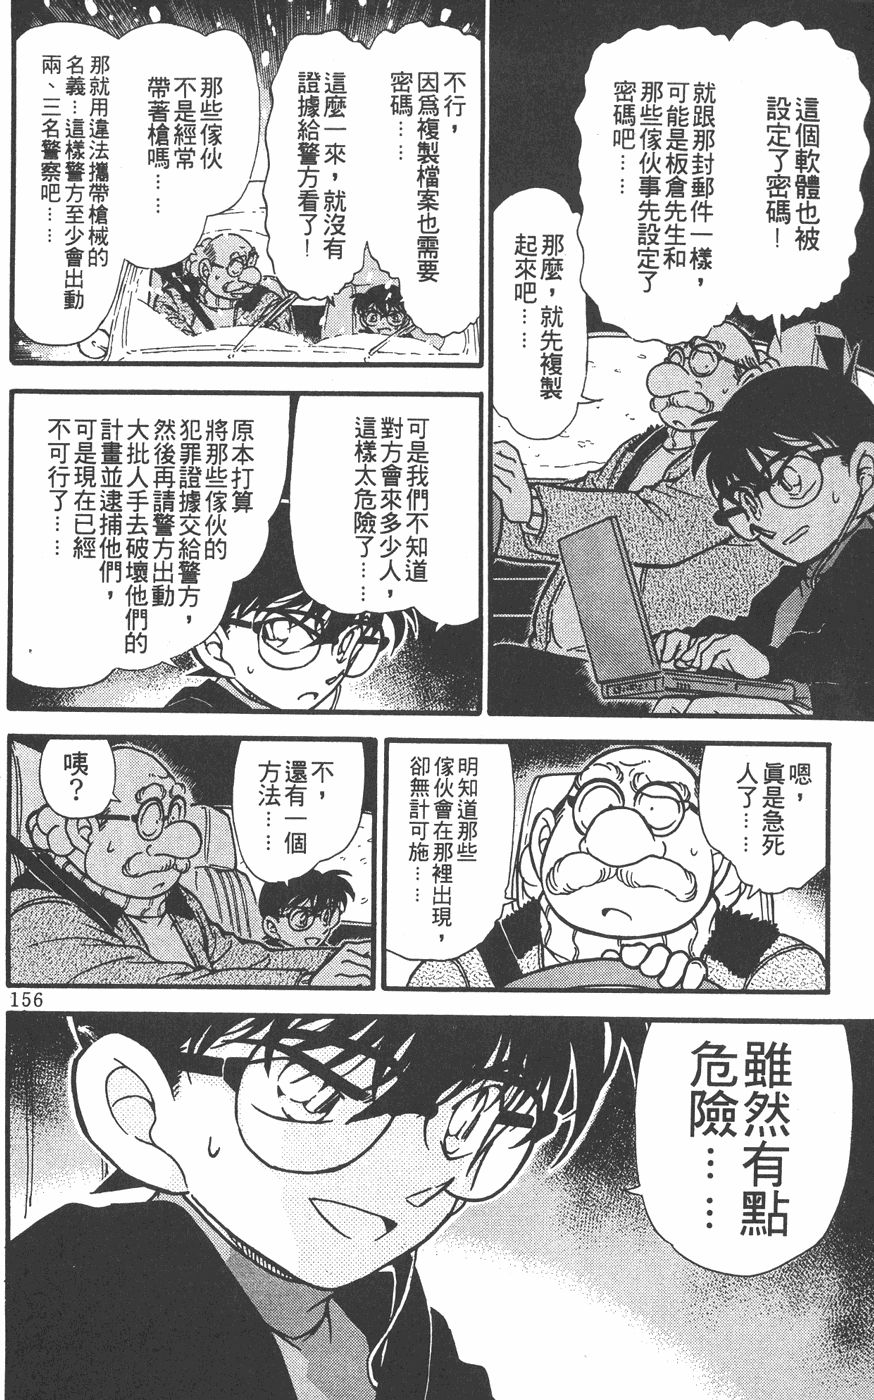 這個軟體也被
設定了密碼！
就跟那封郵件一樣，
可能是板倉先生和
那些傢伙事先設定了
密碼吧……
那麼，就先複製
起來吧……
不行，
因爲複製檔案也需要
密碼……
這麼一來，就沒有
證據給警方看了！
那些傢伙
不是經常
帶著槍嗎……
那就用違法攜帶槍械的
名義…這樣警方至少會出動
兩、三名警察吧……
可是我們不知道
對方會來多少人，
這樣太危險了……
原本打算
將那些傢伙的
犯罪證據交給警方，
然後再請警方出動
大批人手去破壞他們的
計畫並逮捕他們，
可是現在已經
不可行了……
嗯，
眞是急死
人了……
明知道那些
傢伙會在那裡出現，
卻無計可施……
不，
還有一個
方法……
咦？
156
雖然有點
危險……